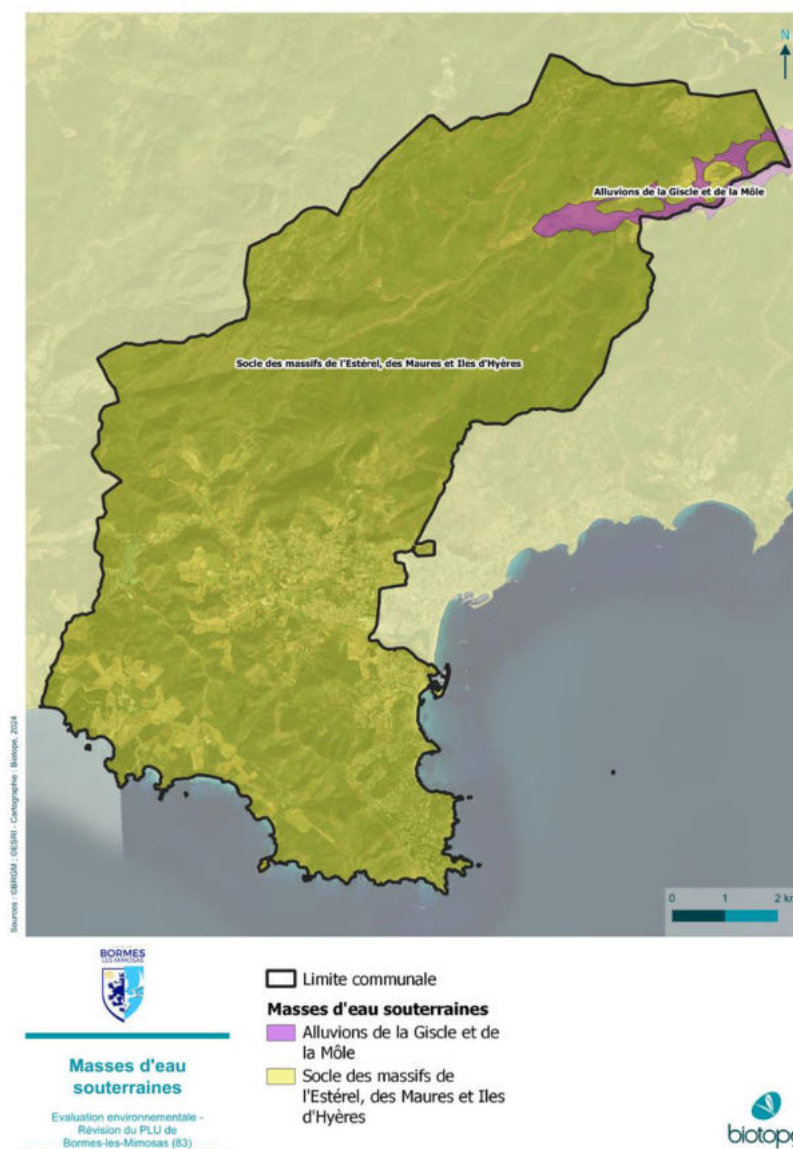 N
Alluvions de la Giscle et de la Môle
Socle des massifs de l'Estérel, des Maures et Iles d'Hyères
Sources : ©BRGM ; ©ESRI - Cartographie : Biotope, 2024
0 1 2 km
BORMES
LES MIMOSAS
Limite communale
Masses d'eau souterraines
Alluvions de la Giscle et de
la Môle
Socle des massifs de
l'Estérel, des Maures et Iles
d'Hyères
Masses d'eau
souterraines
Evaluation environnementale -
Révision du PLU de
Bormes-les-Mimosas (83)
biotope